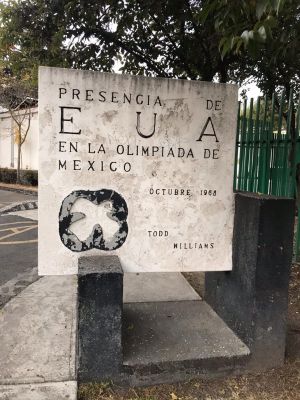 PRESENCIA DE
E U A
EN LA OLIMPIADA DE
MEXICO
OCTUBRE 1968
TODD
WILLIAMS